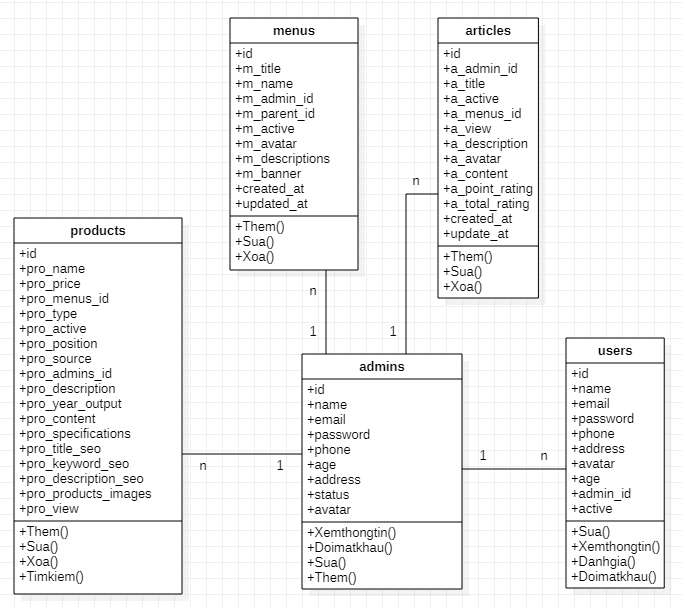 menus
+id
+m_title
+m_name
+m_admin_id
+m_parent_id
+m_active
+m_avatar
+m_descriptions
+m_banner
+created_at
+updated_at
+Them()
+Sua()
+Xoa()
articles
+id
+a_admin_id
+a_title
+a_active
+a_menus_id
+a_view
+a_description
+a_avatar
+a_content
+a_point_rating
+a_total_rating
+created_at
+update_at
+Them()
+Sua()
+Xoa()
n
1
n
1
products
+id
+pro_name
+pro_price
+pro_menus_id
+pro_type
+pro_active
+pro_position
+pro_source
+pro_admins_id
+pro_description
+pro_year_output
+pro_content
+pro_specifications
+pro_title_seo
+pro_keyword_seo
+pro_description_seo
+pro_products_images
+pro_view
+Them()
+Sua()
+Xoa()
+Timkiem()
n
1
admins
+id
+name
+email
+password
+phone
+age
+address
+status
+avatar
+Xemthongtin()
+Doimatkhau()
+Sua()
+Them()
1
n
users
+id
+name
+email
+password
+phone
+address
+avatar
+age
+admin_id
+active
+Sua()
+Xemthongtin()
+Danhgia()
+Doimatkhau()